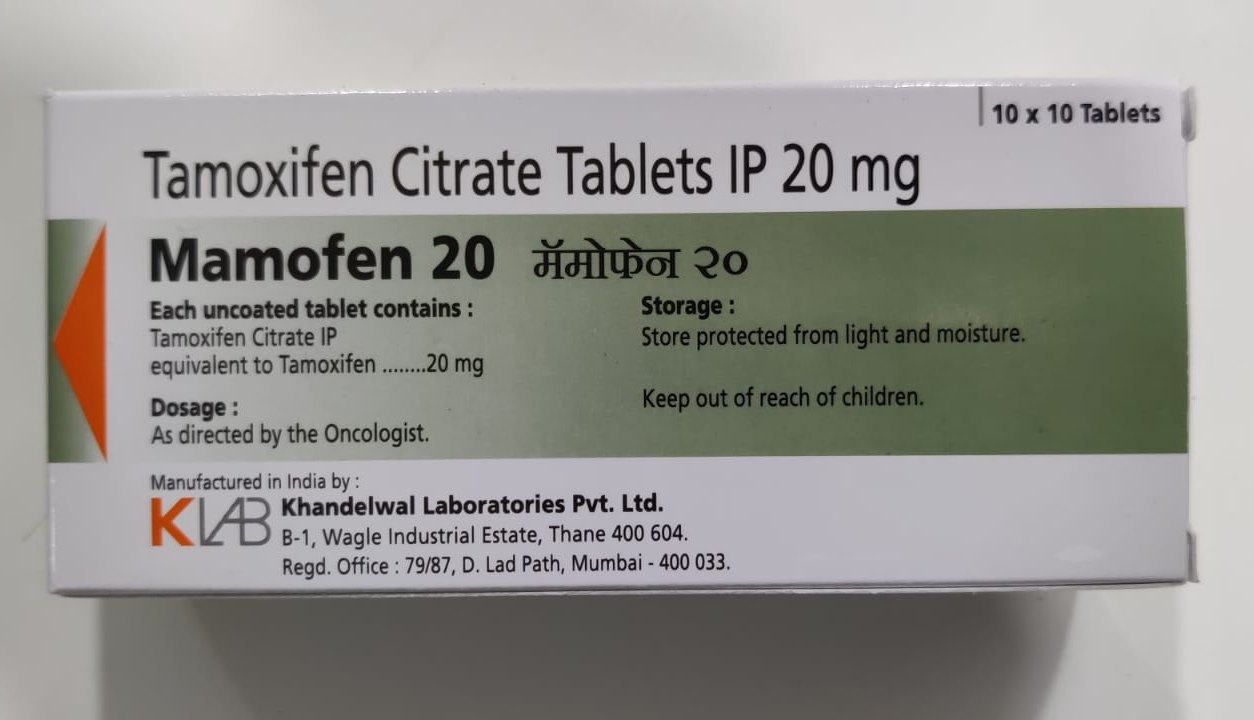 10 x 10 Tablets
Tamoxifen Citrate Tablets IP 20 mg
Mamofen 20 मॅमोफेन २०
Each uncoated tablet contains :
Tamoxifen Citrate IP
equivalent to Tamoxifen ........20 mg
Dosage :
As directed by the Oncologist.
Storage :
Store protected from light and moisture.
Keep out of reach of children.
Manufactured in India by :
KLAB Khandelwal Laboratories Pvt. Ltd.
B-1, Wagle Industrial Estate, Thane 400 604.
Regd. Office : 79/87, D. Lad Path, Mumbai - 400 033.